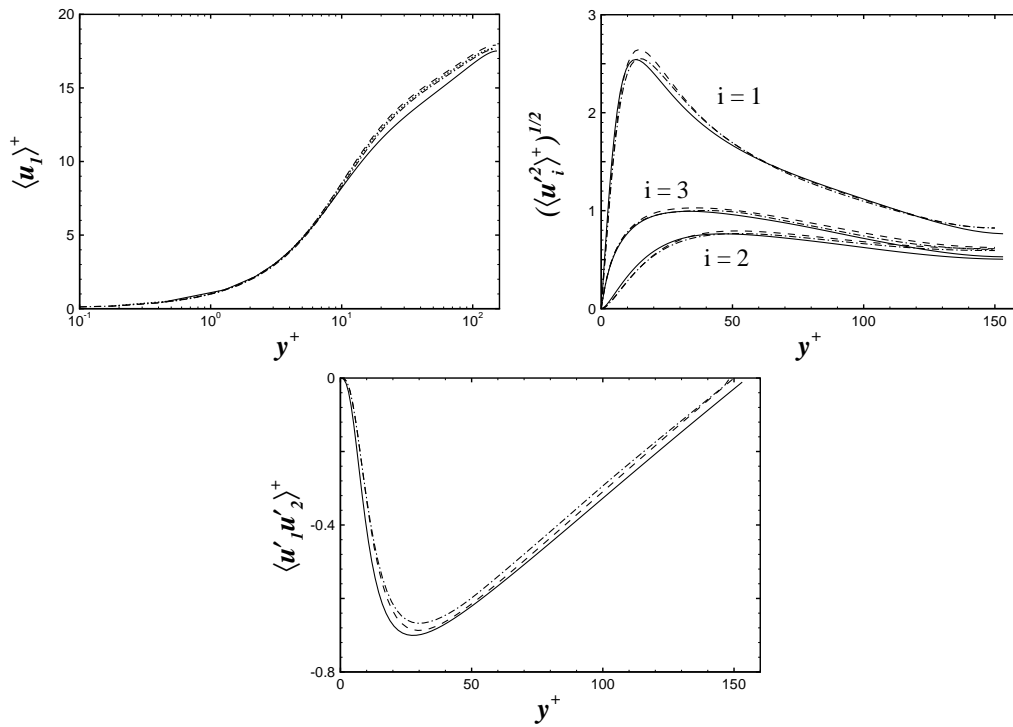 20
15
10
5
0
10⁻¹ 10⁰ 10¹ 10²
y⁺
⟨u₁⟩⁺
3
2
1
0
0 50 100 150
y⁺
(⟨u'²ᵢ⟩⁺)^{1/2}
i = 1
i = 3
i = 2
0
-0.4
-0.8
0 50 100 150
y⁺
⟨u'₁u'₂⟩⁺